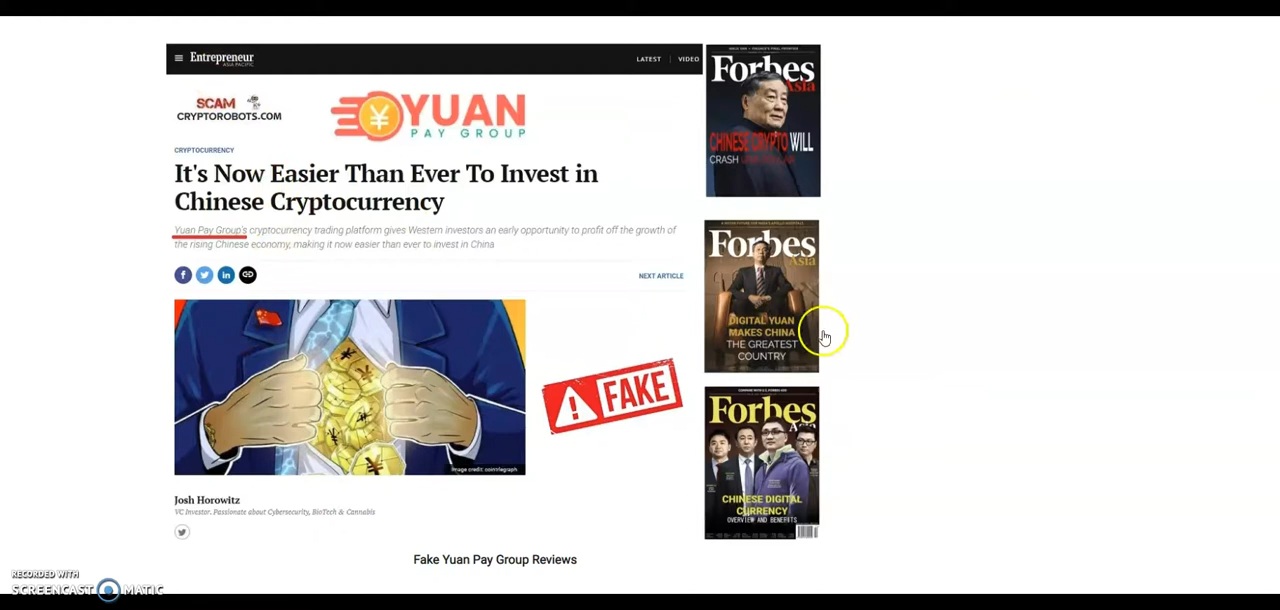 Entrepreneur
ASIA PACIFIC
LATEST | VIDEO
SCAM
CRYPTOROBOTS.COM
YUAN
PAY GROUP
CRYPTOCURRENCY
It's Now Easier Than Ever To Invest in
Chinese Cryptocurrency
Yuan Pay Group's cryptocurrency trading platform gives Western investors an early opportunity to profit off the growth of
the rising Chinese economy, making it now easier than ever to invest in China
NEXT ARTICLE
Image credit: cointelegraph
FAKE
Josh Horowitz
VC Investor. Passionate about Cybersecurity, BioTech & Cannabis
Forbes
Asia
CHINESE CRYPTO WILL
CRASH
Forbes
Asia
DIGITAL YUAN
MAKES CHINA
THE GREATEST
COUNTRY
Forbes
Asia
CHINESE DIGITAL
CURRENCY
OVERVIEW AND BENEFITS
Fake Yuan Pay Group Reviews
RECORDED WITH
SCREENCAST MATIC